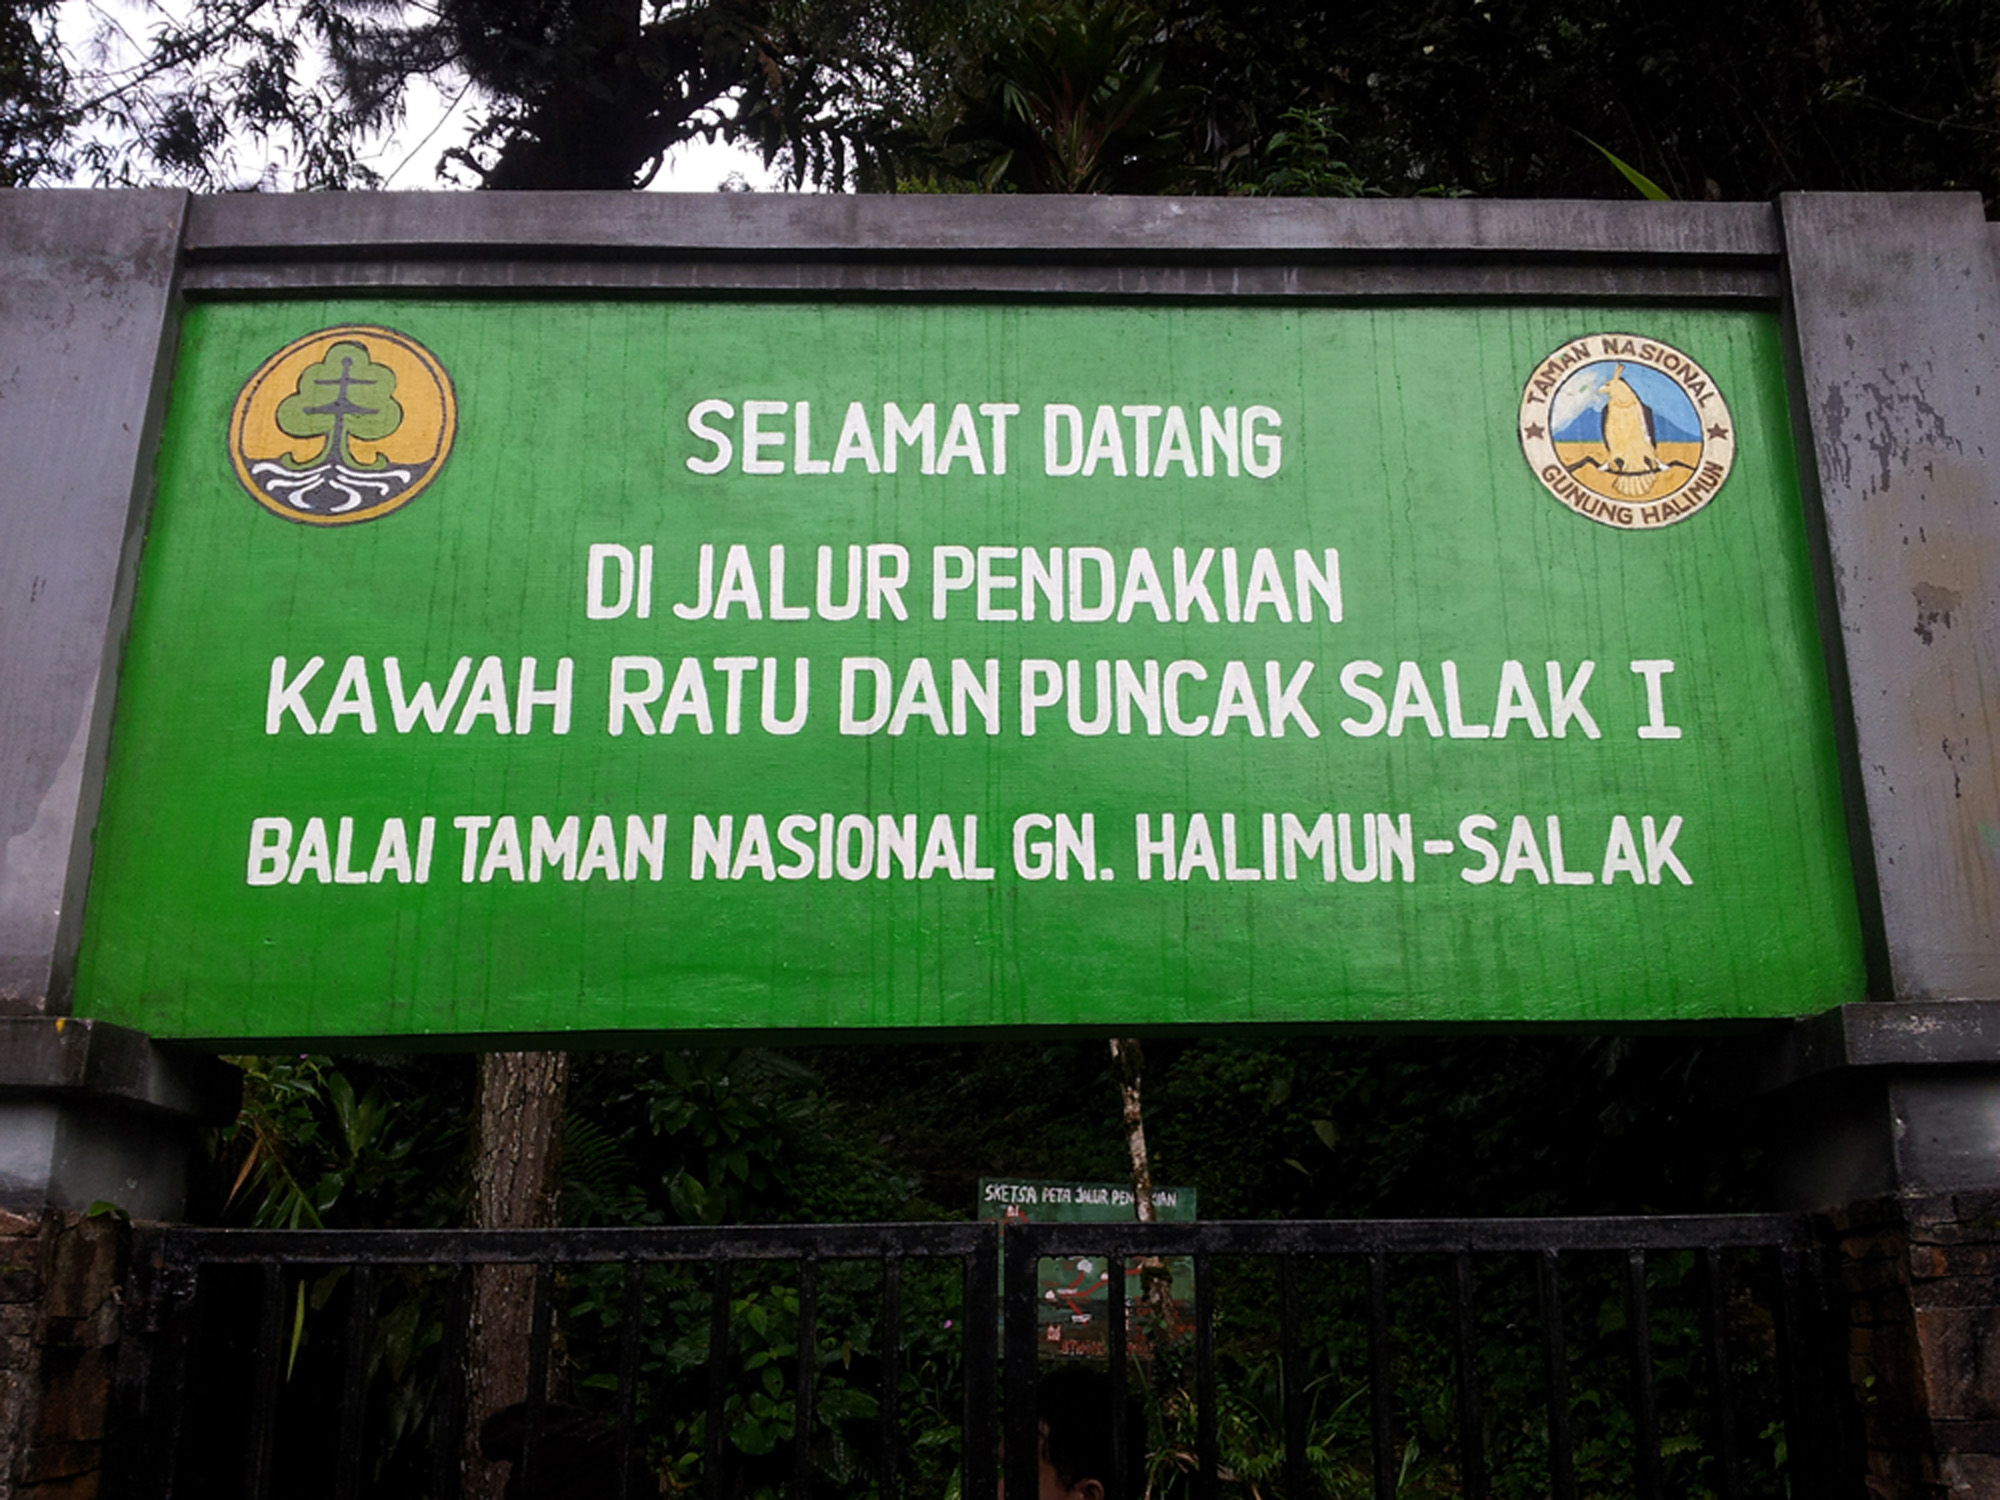 SELAMAT DATANG
TAMAN NASIONAL
GUNUNG HALIMUN
DI JALUR PENDAKIAN
KAWAH RATU DAN PUNCAK SALAK I
BALAI TAMAN NASIONAL GN. HALIMUN-SALAK
SKETSA PETA JALUR